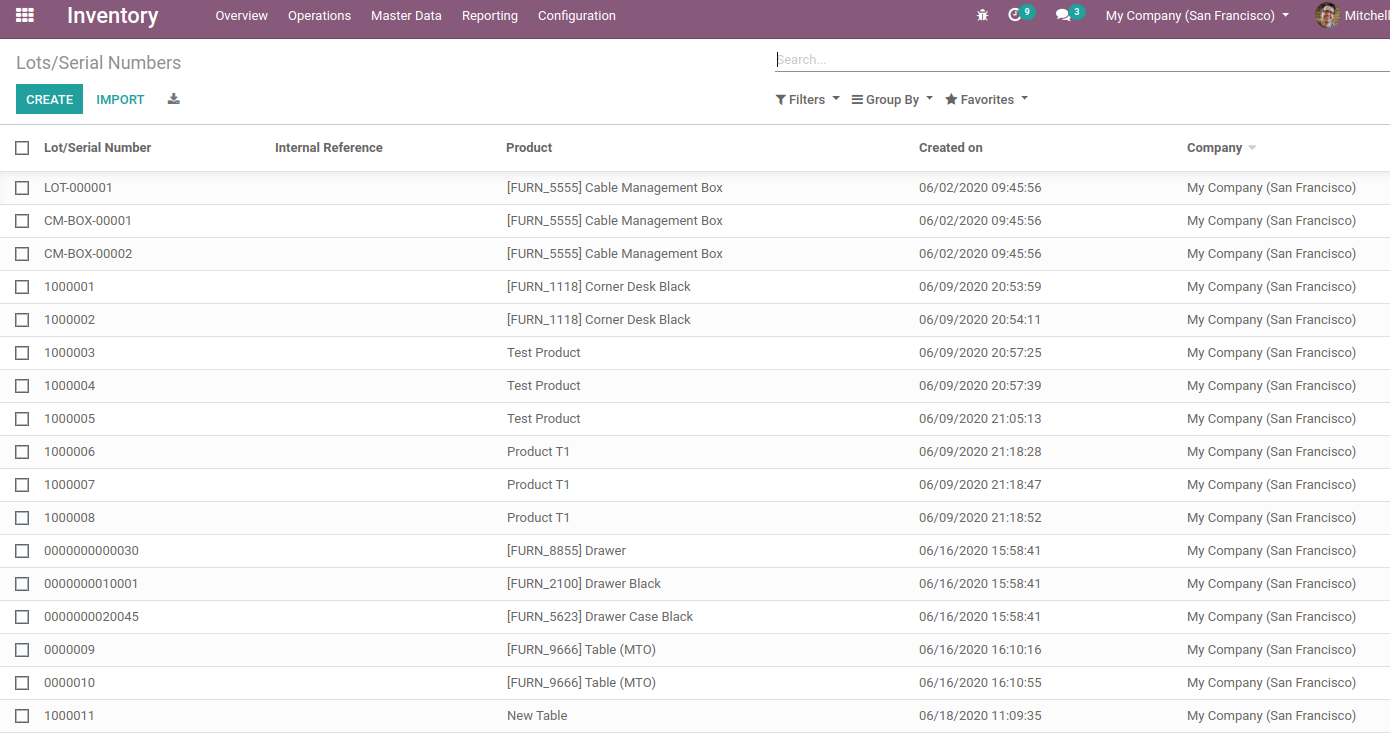 Inventory Overview Operations Master Data Reporting Configuration 9 3 My Company (San Francisco) Mitchell
Lots/Serial Numbers Search...
CREATE IMPORT Filters Group By Favorites
Lot/Serial Number Internal Reference Product Created on Company
LOT-000001 [FURN_5555] Cable Management Box 06/02/2020 09:45:56 My Company (San Francisco)
CM-BOX-00001 [FURN_5555] Cable Management Box 06/02/2020 09:45:56 My Company (San Francisco)
CM-BOX-00002 [FURN_5555] Cable Management Box 06/02/2020 09:45:56 My Company (San Francisco)
1000001 [FURN_1118] Corner Desk Black 06/09/2020 20:53:59 My Company (San Francisco)
1000002 [FURN_1118] Corner Desk Black 06/09/2020 20:54:11 My Company (San Francisco)
1000003 Test Product 06/09/2020 20:57:25 My Company (San Francisco)
1000004 Test Product 06/09/2020 20:57:39 My Company (San Francisco)
1000005 Test Product 06/09/2020 21:05:13 My Company (San Francisco)
1000006 Product T1 06/09/2020 21:18:28 My Company (San Francisco)
1000007 Product T1 06/09/2020 21:18:47 My Company (San Francisco)
1000008 Product T1 06/09/2020 21:18:52 My Company (San Francisco)
0000000000030 [FURN_8855] Drawer 06/16/2020 15:58:41 My Company (San Francisco)
0000000010001 [FURN_2100] Drawer Black 06/16/2020 15:58:41 My Company (San Francisco)
0000000020045 [FURN_5623] Drawer Case Black 06/16/2020 15:58:41 My Company (San Francisco)
0000009 [FURN_9666] Table (MTO) 06/16/2020 16:10:16 My Company (San Francisco)
0000010 [FURN_9666] Table (MTO) 06/16/2020 16:10:55 My Company (San Francisco)
1000011 New Table 06/18/2020 11:09:35 My Company (San Francisco)